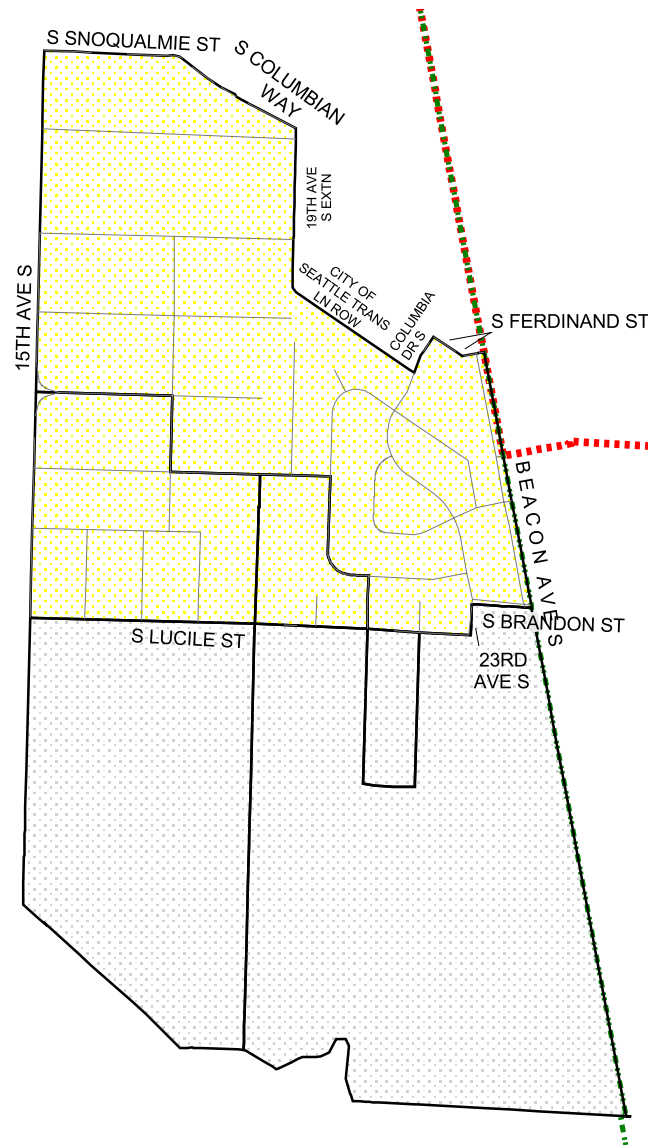 S SNOQUALMIE ST
S COLUMBIAN
WAY
19TH AVE
S EXTN
15TH AVE S
CITY OF
SEATTLE TRANS
LN ROW
COLUMBIA
DR S
S FERDINAND ST
BEACON AVE S
S BRANDON ST
S LUCILE ST
23RD
AVE S